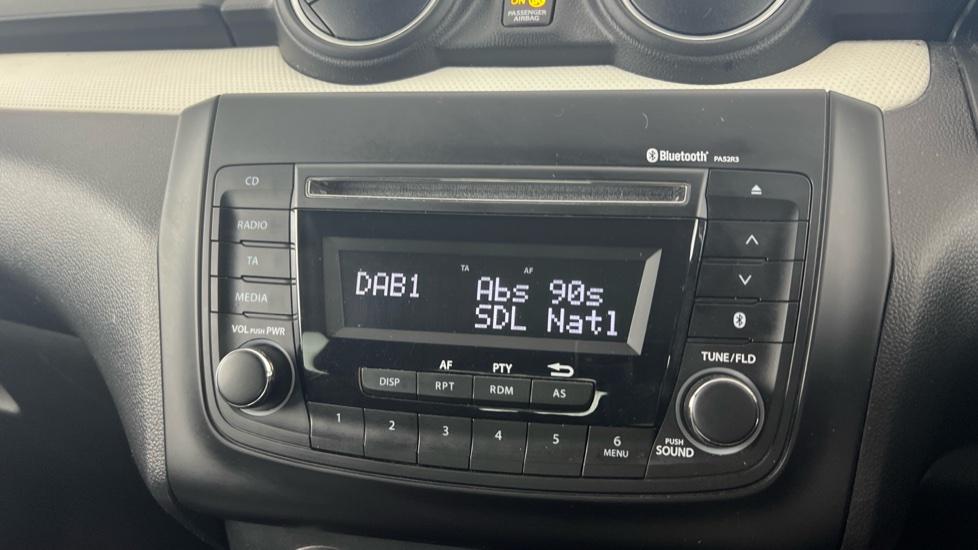 ON
PASSENGER
AIRBAG
Bluetooth PA52R3
CD
RADIO
TA
MEDIA
VOL PUSH PWR
TA AF
DAB1 Abs 90s
SDL Natl
TUNE/FLD
AF PTY
DISP RPT RDM AS
1 2 3 4 5 6
MENU
PUSH
SOUND